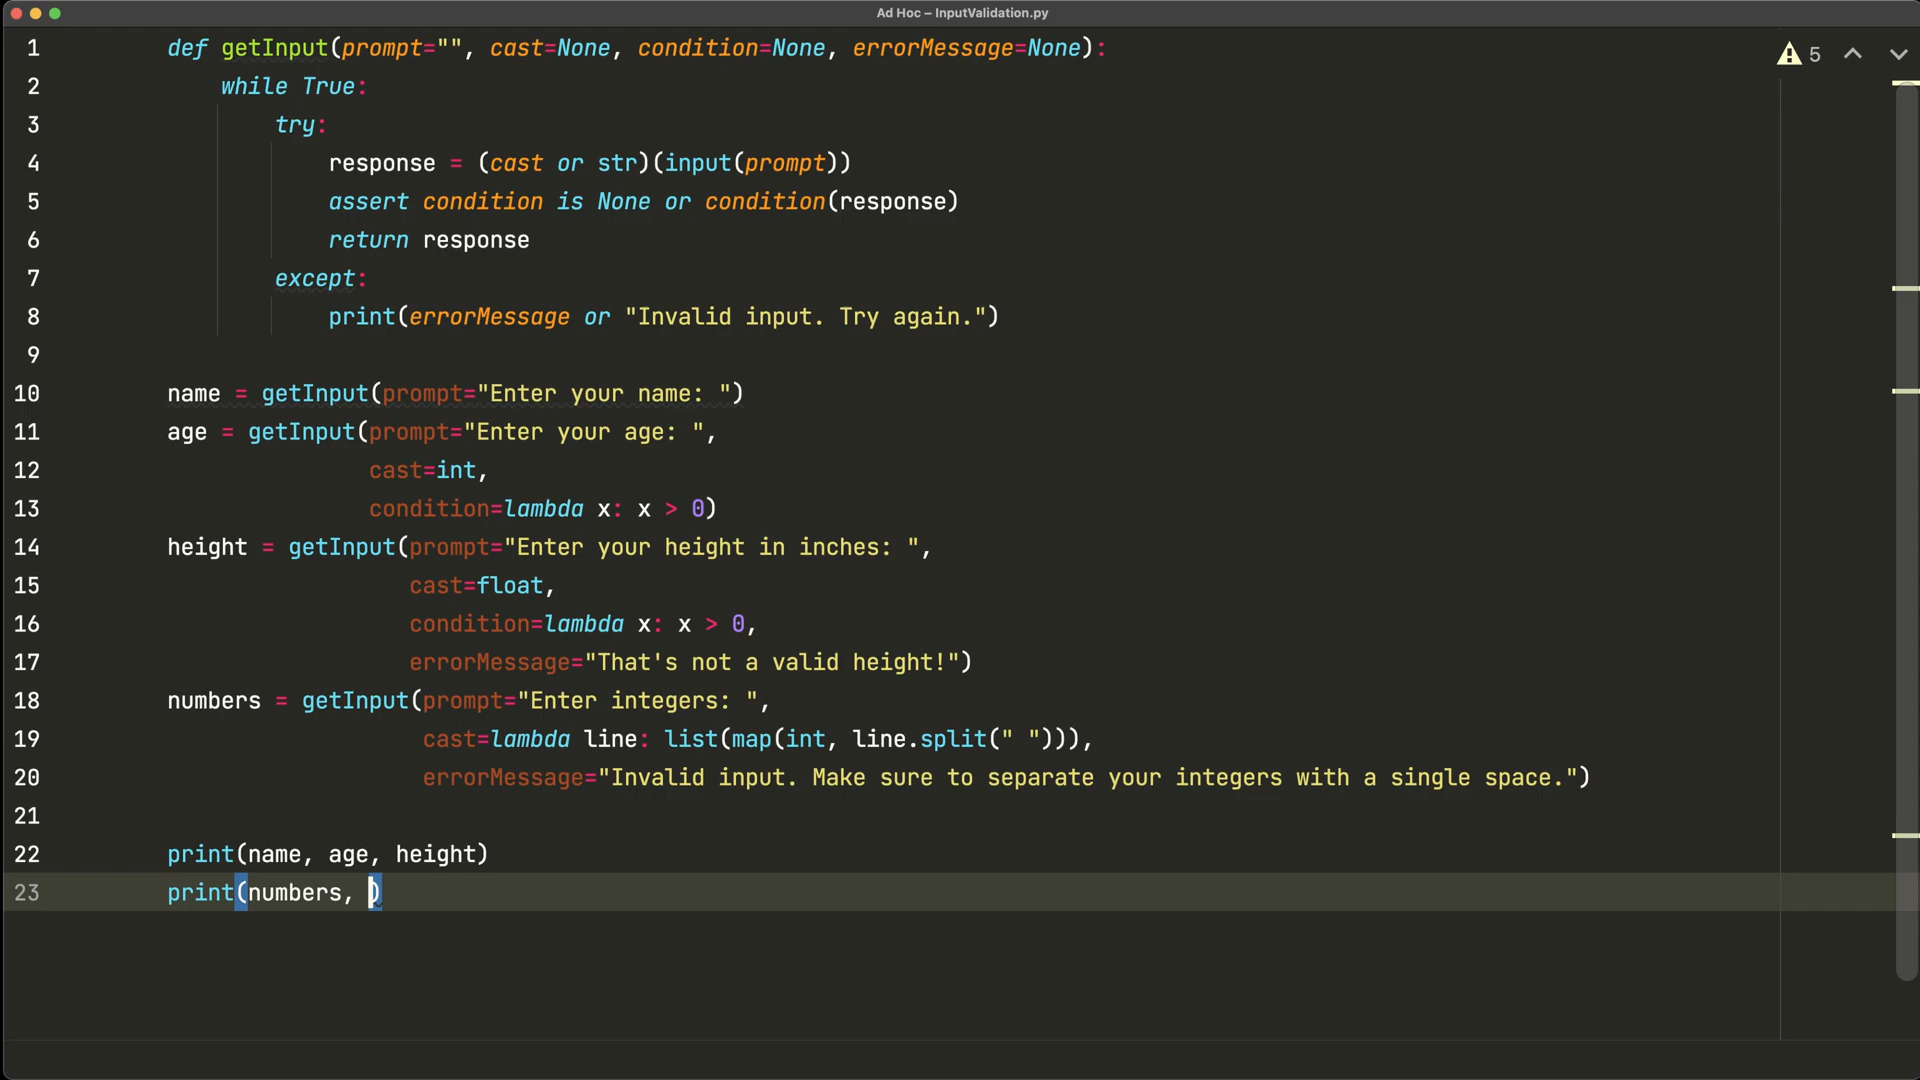 Ad Hoc – InputValidation.py
1 def getInput(prompt="", cast=None, condition=None, errorMessage=None):
5
2 while True:
3 try:
4 response = (cast or str)(input(prompt))
5 assert condition is None or condition(response)
6 return response
7 except:
8 print(errorMessage or "Invalid input. Try again.")
9
10 name = getInput(prompt="Enter your name: ")
11 age = getInput(prompt="Enter your age: ",
12 cast=int,
13 condition=lambda x: x > 0)
14 height = getInput(prompt="Enter your height in inches: ",
15 cast=float,
16 condition=lambda x: x > 0,
17 errorMessage="That's not a valid height!")
18 numbers = getInput(prompt="Enter integers: ",
19 cast=lambda line: list(map(int, line.split(" "))),
20 errorMessage="Invalid input. Make sure to separate your integers with a single space.")
21
22 print(name, age, height)
23 print(numbers, )